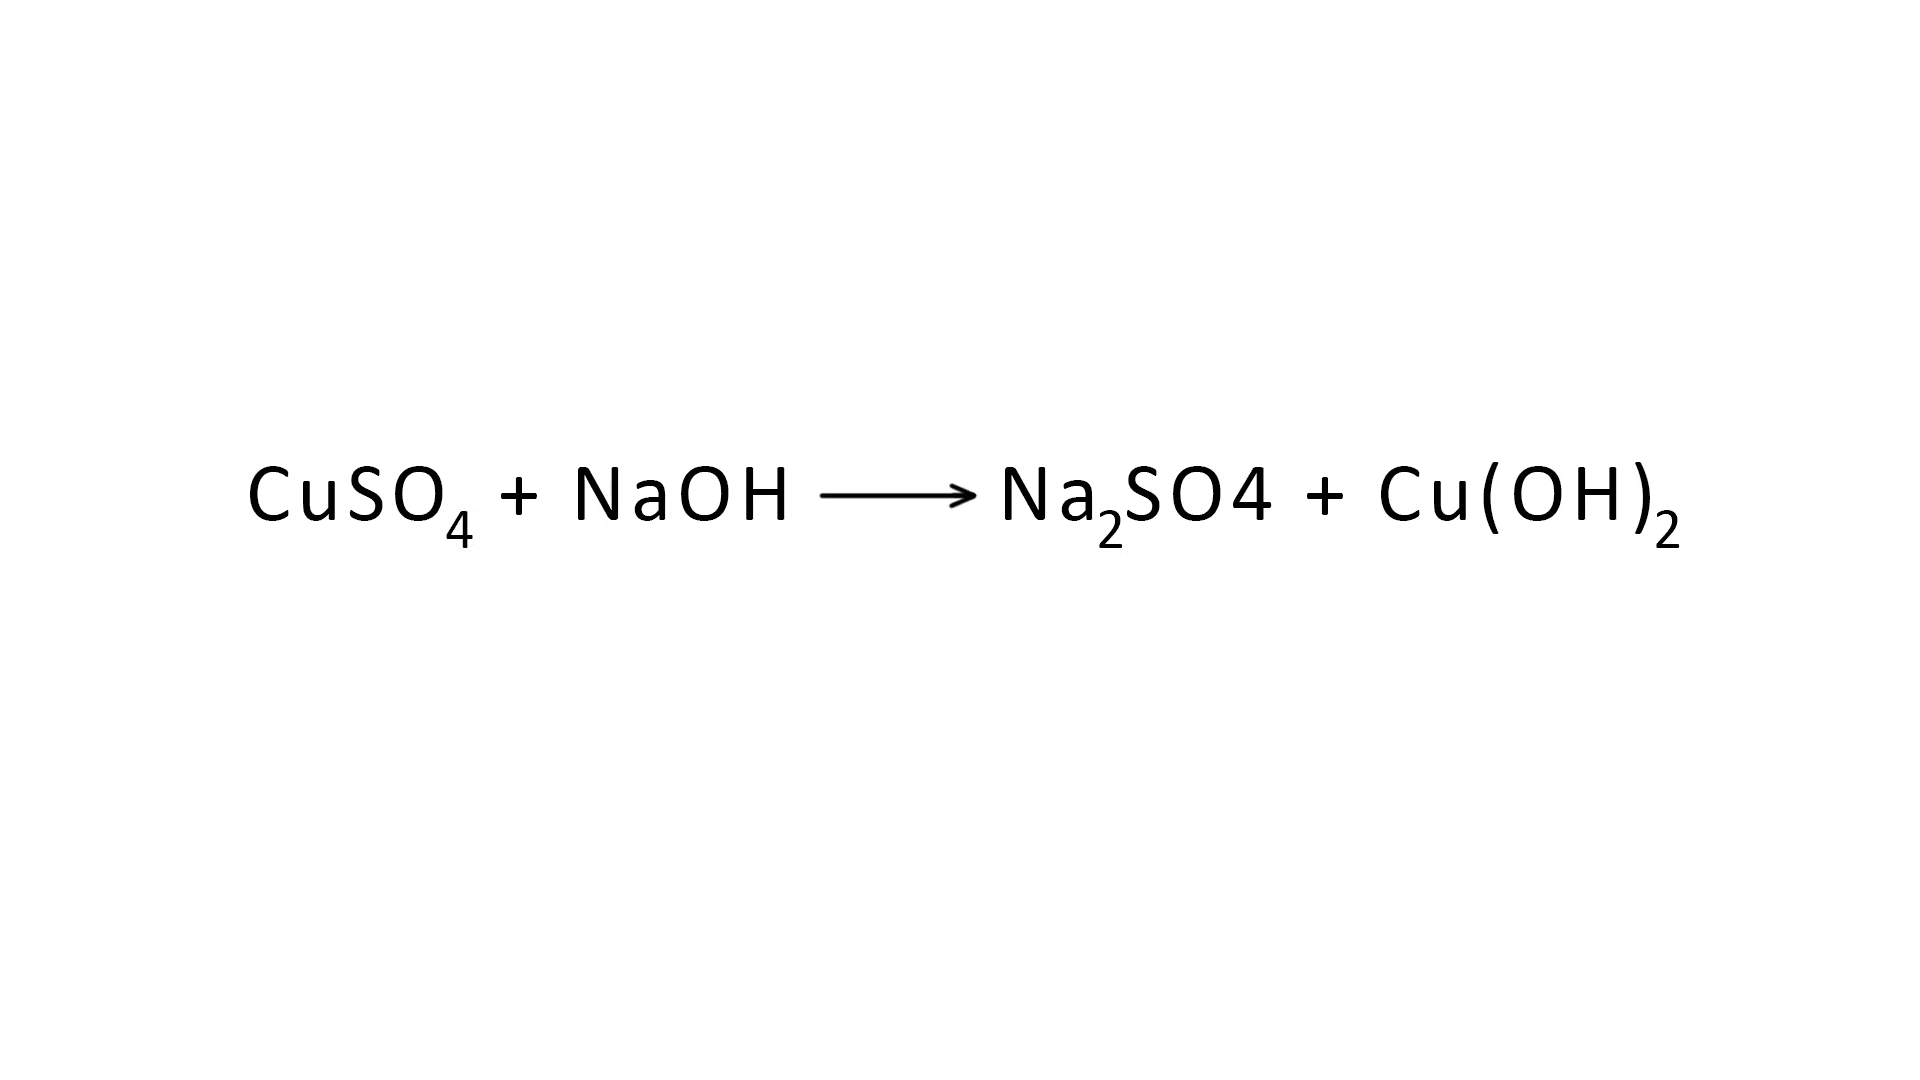 CuSO₄ + NaOH ⟶ Na₂SO4 + Cu(OH)₂